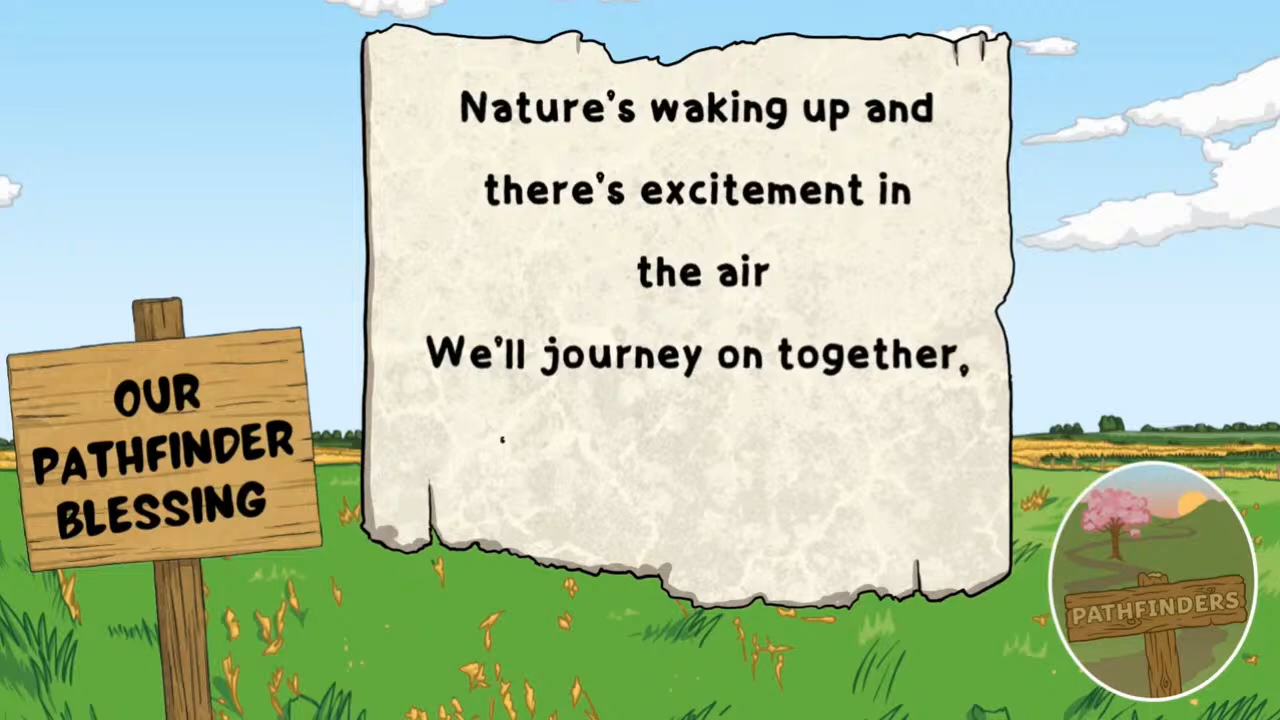 Nature's waking up and
there's excitement in
the air
We'll journey on together,
OUR
PATHFINDER
BLESSING
PATHFINDERS